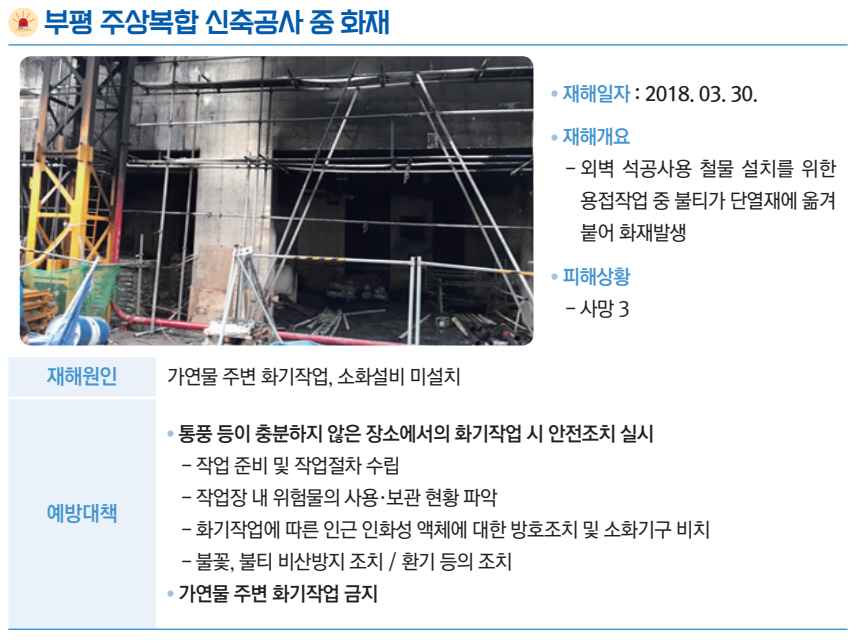 부평 주상복합 신축공사 중 화재
• 재해일자 : 2018. 03. 30.
• 재해개요
– 외벽 석공사용 철물 설치를 위한
용접작업 중 불티가 단열재에 옮겨
붙어 화재발생
• 피해상황
– 사망 3
재해원인
가연물 주변 화기작업, 소화설비 미설치
예방대책
• 통풍 등이 충분하지 않은 장소에서의 화기작업 시 안전조치 실시
– 작업 준비 및 작업절차 수립
– 작업장 내 위험물의 사용·보관 현황 파악
– 화기작업에 따른 인근 인화성 액체에 대한 방호조치 및 소화기구 비치
– 불꽃, 불티 비산방지 조치 / 환기 등의 조치
• 가연물 주변 화기작업 금지